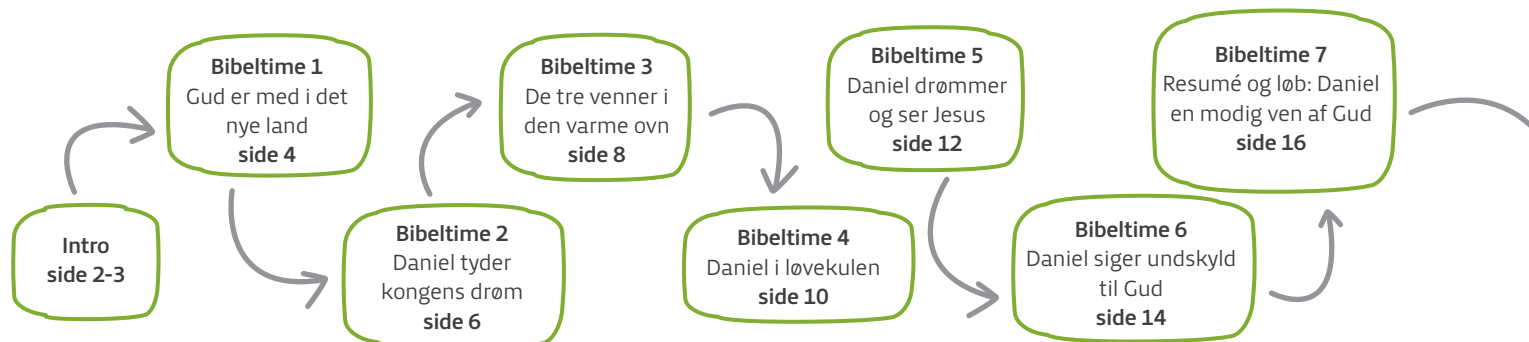 Intro
side 2-3
Bibeltime 1
Gud er med i det
nye land
side 4
Bibeltime 2
Daniel tyder
kongens drøm
side 6
Bibeltime 3
De tre venner i
den varme ovn
side 8
Bibeltime 4
Daniel i løvekulen
side 10
Bibeltime 5
Daniel drømmer
og ser Jesus
side 12
Bibeltime 6
Daniel siger undskyld
til Gud
side 14
Bibeltime 7
Resumé og løb: Daniel
en modig ven af Gud
side 16